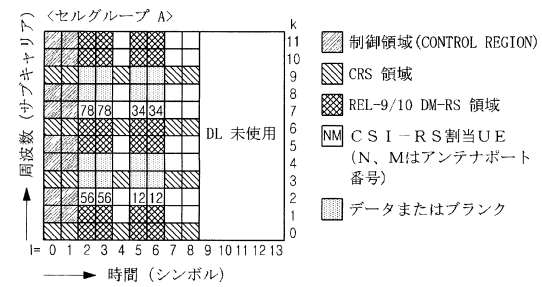 <セルグループ A>
k
11
10
9
8
7
6
5
4
3
2
1
0
周波数 (サブキャリア)
78 78 34 34
DL 未使用
56 56 12 12
l= 0 1 2 3 4 5 6 7 8 9 10 11 12 13
時間 (シンボル)
制御領域(CONTROL REGION)
CRS 領域
REL-9/10 DM-RS 領域
NM CSI-RS割当UE
(N、Mはアンテナポート
番号)
データまたはブランク